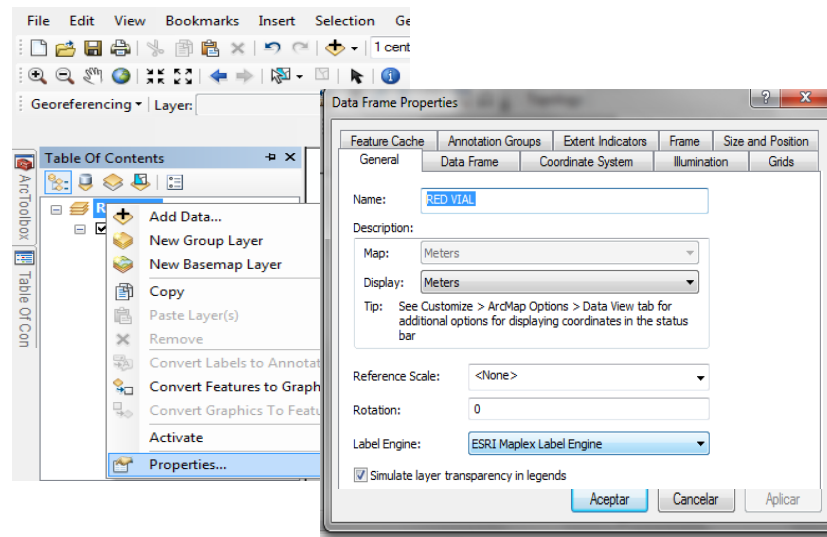 File Edit View Bookmarks Insert Selection Ge
1 cent
Georeferencing Layer:
Table Of Contents
ArcToolbox
Table Of Con
R
Add Data...
New Group Layer
New Basemap Layer
Copy
Paste Layer(s)
Remove
Convert Labels to Annotat
Convert Features to Graph
Convert Graphics To Featu
Activate
Properties...
Data Frame Properties
Feature Cache Annotation Groups Extent Indicators Frame Size and Position
General Data Frame Coordinate System Illumination Grids
Name: RED VIAL
Description:
Map: Meters
Display: Meters
Tip: See Customize > ArcMap Options > Data View tab for
additional options for displaying coordinates in the status
bar
Reference Scale: <None>
Rotation: 0
Label Engine: ESRI Maplex Label Engine
Simulate layer transparency in legends
Aceptar Cancelar Aplicar